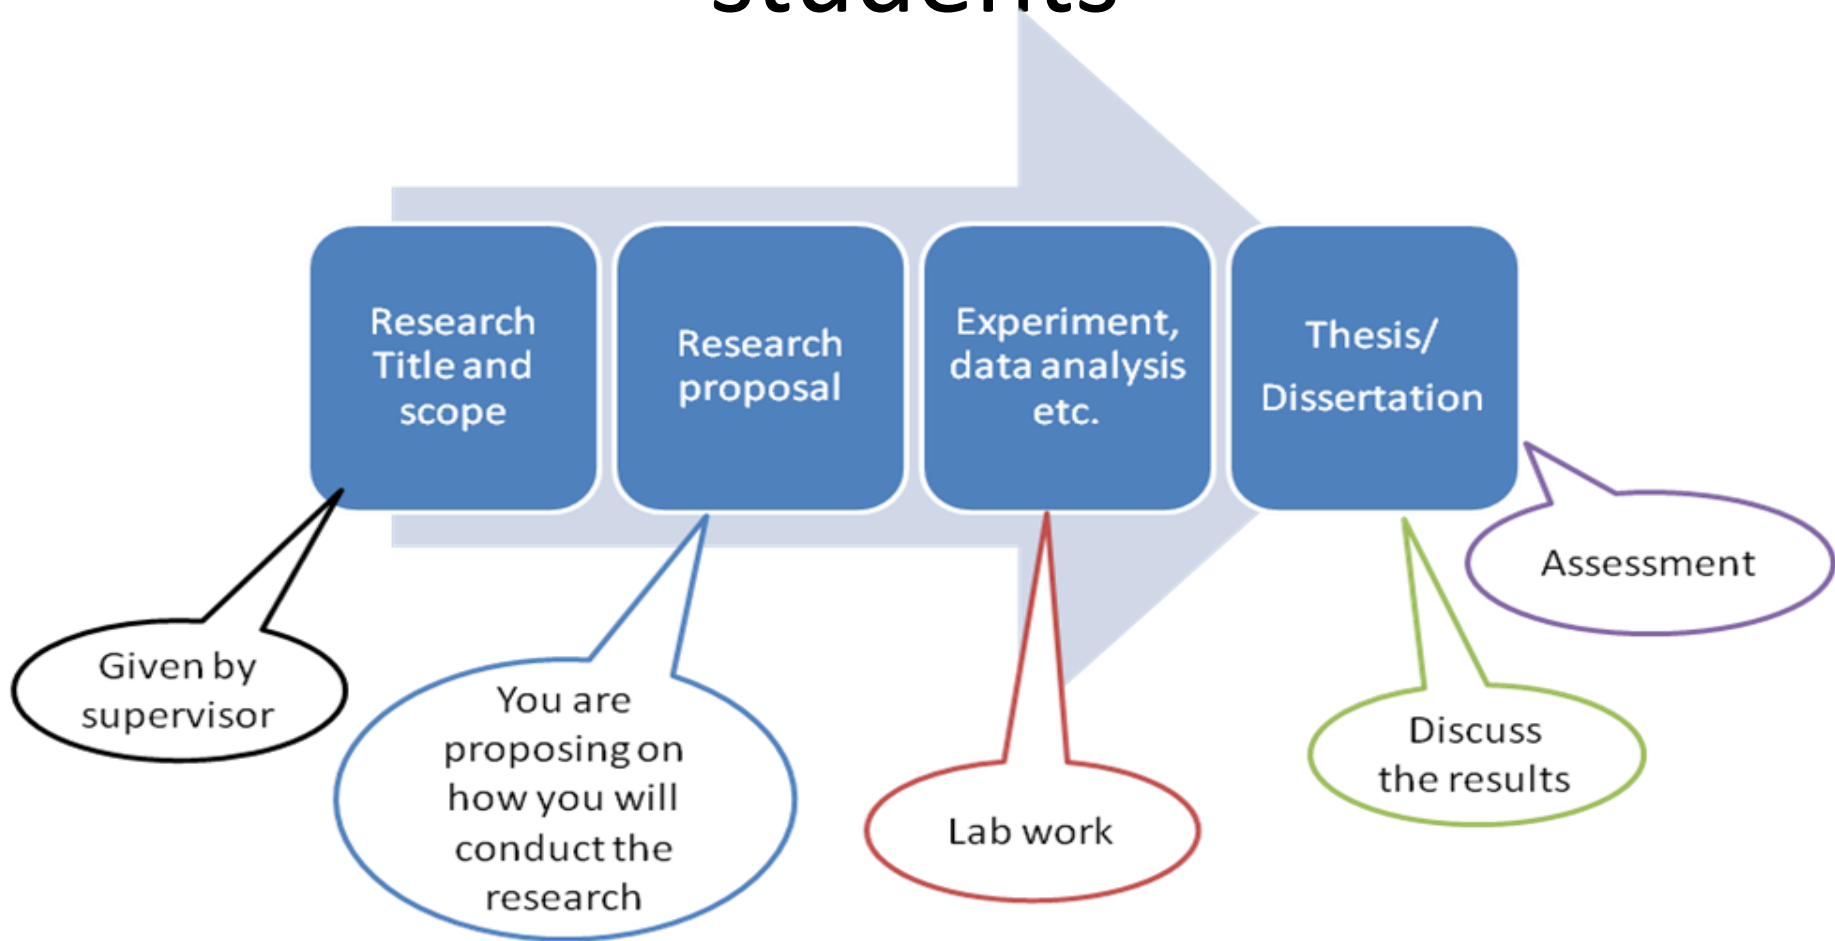 students
Research
Title and
scope
Research
proposal
Experiment,
data analysis
etc.
Thesis/
Dissertation
Given by
supervisor
You are
proposing on
how you will
conduct the
research
Lab work
Discuss
the results
Assessment